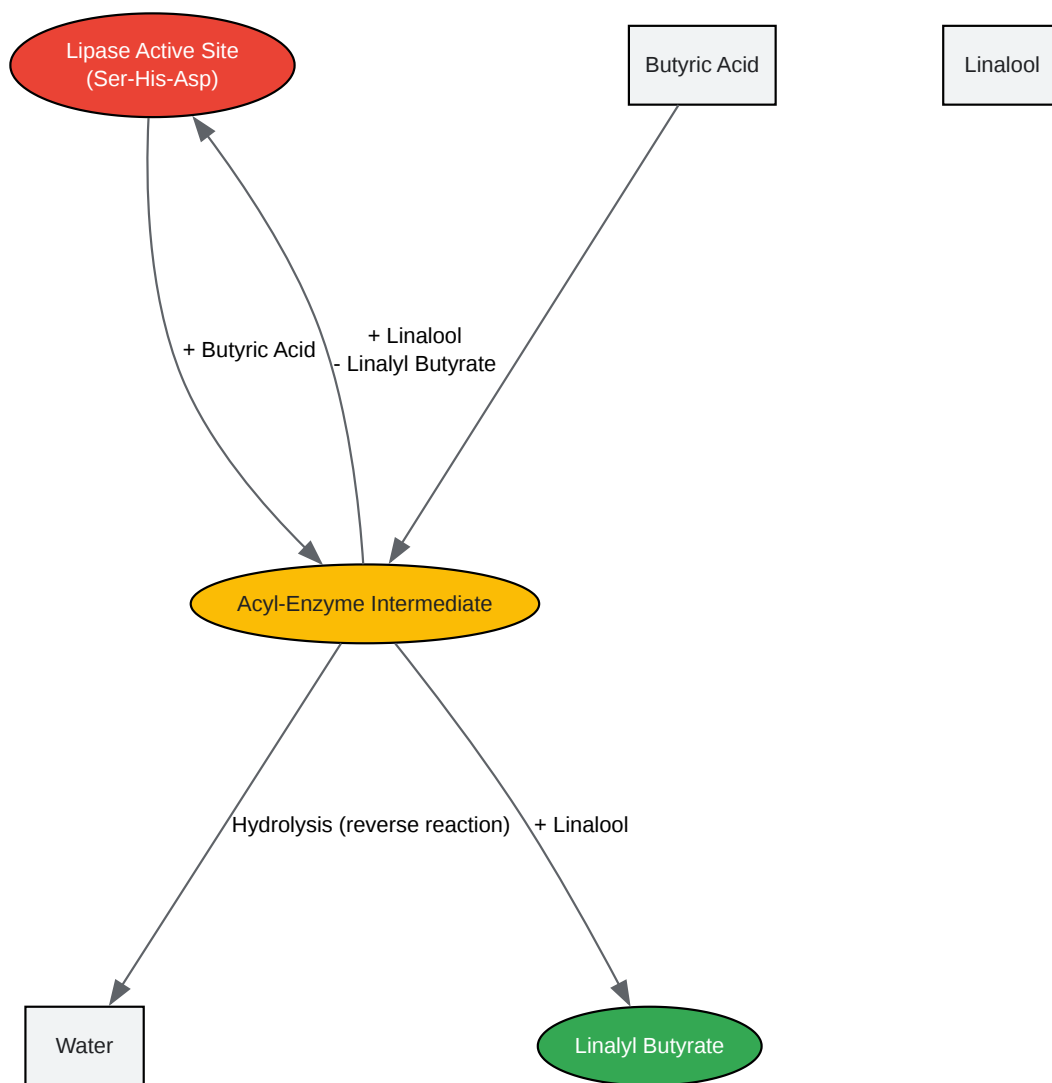 Lipase Active Site
(Ser-His-Asp)
Butyric Acid
Linalool
+ Butyric Acid
+ Linalool
- Linalyl Butyrate
Acyl-Enzyme Intermediate
Hydrolysis (reverse reaction)
+ Linalool
Water
Linalyl Butyrate